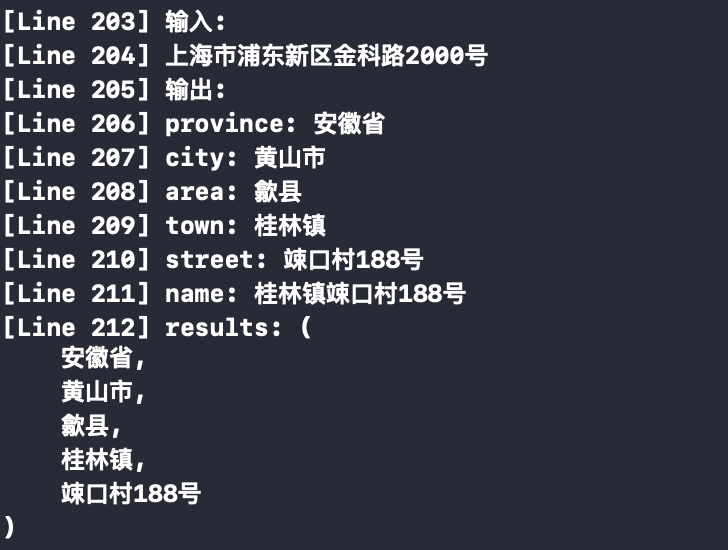 [Line 203] 输入:
[Line 204] 上海市浦东新区金科路2000号
[Line 205] 输出:
[Line 206] province: 安徽省
[Line 207] city: 黄山市
[Line 208] area: 歙县
[Line 209] town: 桂林镇
[Line 210] street: 竦口村188号
[Line 211] name: 桂林镇竦口村188号
[Line 212] results: (
    安徽省,
    黄山市,
    歙县,
    桂林镇,
    竦口村188号
)